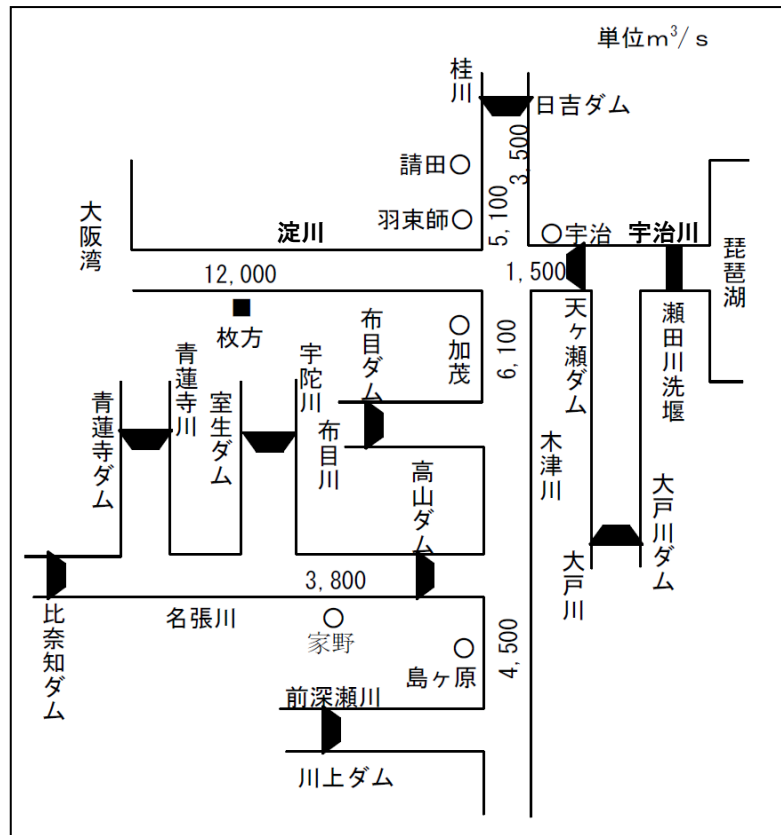 単位m³/s
桂川
日吉ダム
3,500
請田
5,100
羽束師
大阪湾
淀川
宇治
宇治川
琵琶湖
12,000
1,500
枚方
布目ダム
加茂
6,100
天ヶ瀬ダム
瀬田川洗堰
青蓮寺ダム
青蓮寺川
室生ダム
宇陀川
布目川
高山ダム
木津川
大戸川
大戸川ダム
3,800
比奈知ダム
名張川
家野
島ヶ原
4,500
前深瀬川
川上ダム